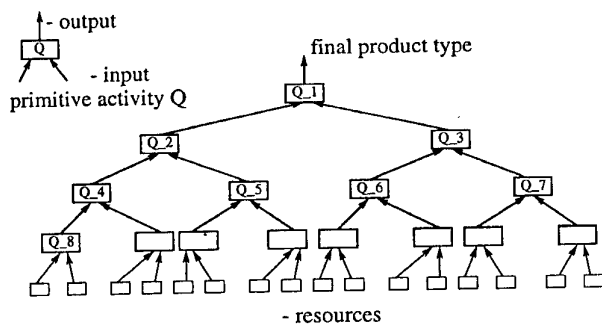 - output
Q
- input
primitive activity Q
final product type
Q_1
Q_2
Q_3
Q_4
Q_5
Q_6
Q_7
Q_8
- resources